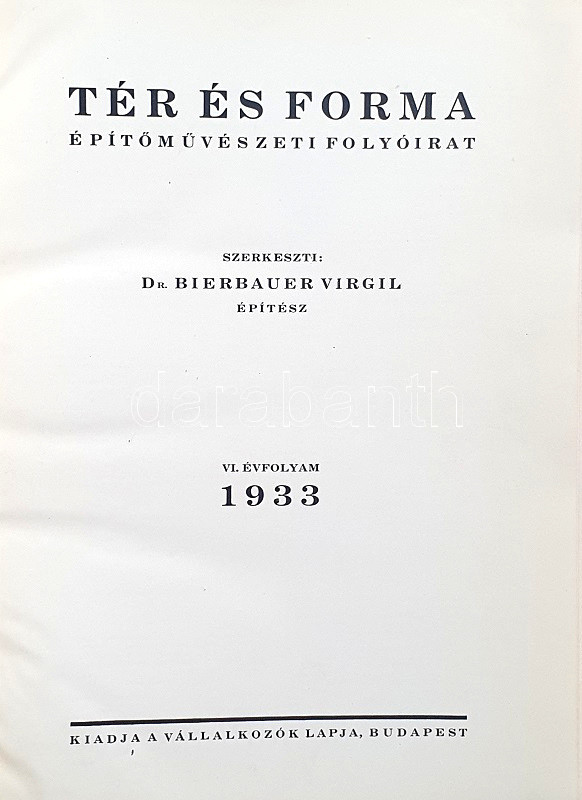 TÉR ÉS FORMA
ÉPÍTŐMŰVÉSZETI FOLYÓIRAT
SZERKESZTI:
DR. BIERBAUER VIRGIL
ÉPÍTÉSZ
darabanth
VI. ÉVFOLYAM
1933
KIADJA A VÁLLALKOZÓK LAPJA, BUDAPEST